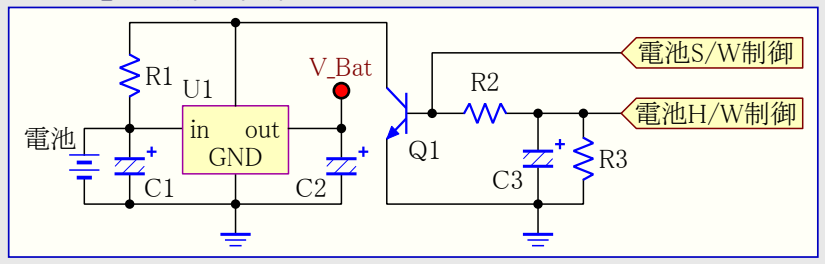 電池S/W制御
V_Bat
R1
R2
U1
電池H/W制御
電池
in
out
GND
Q1
R3
C1
C2
C3
+
+
+